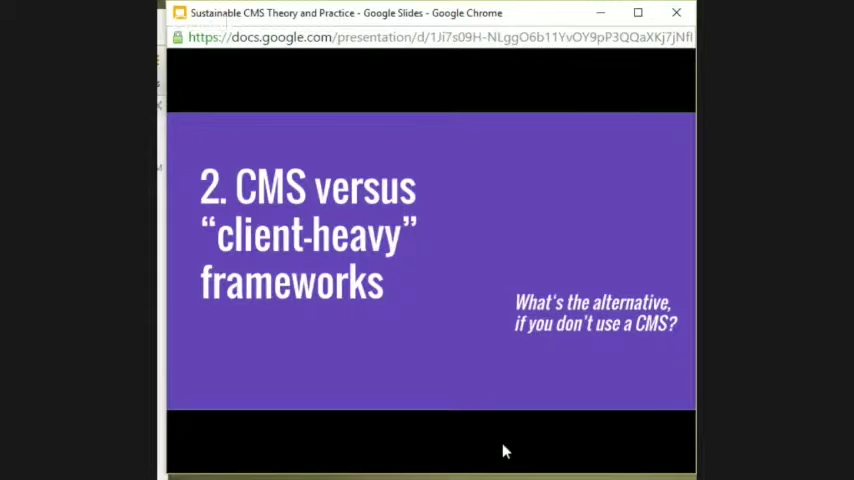 Sustainable CMS Theory and Practice - Google Slides - Google Chrome
https://docs.google.com/presentation/d/1Ji7s09H-NLggO6b11YvOY9pP3QQaXKj7jNfl
2. CMS versus
“client-heavy”
frameworks
What's the alternative,
if you don't use a CMS?